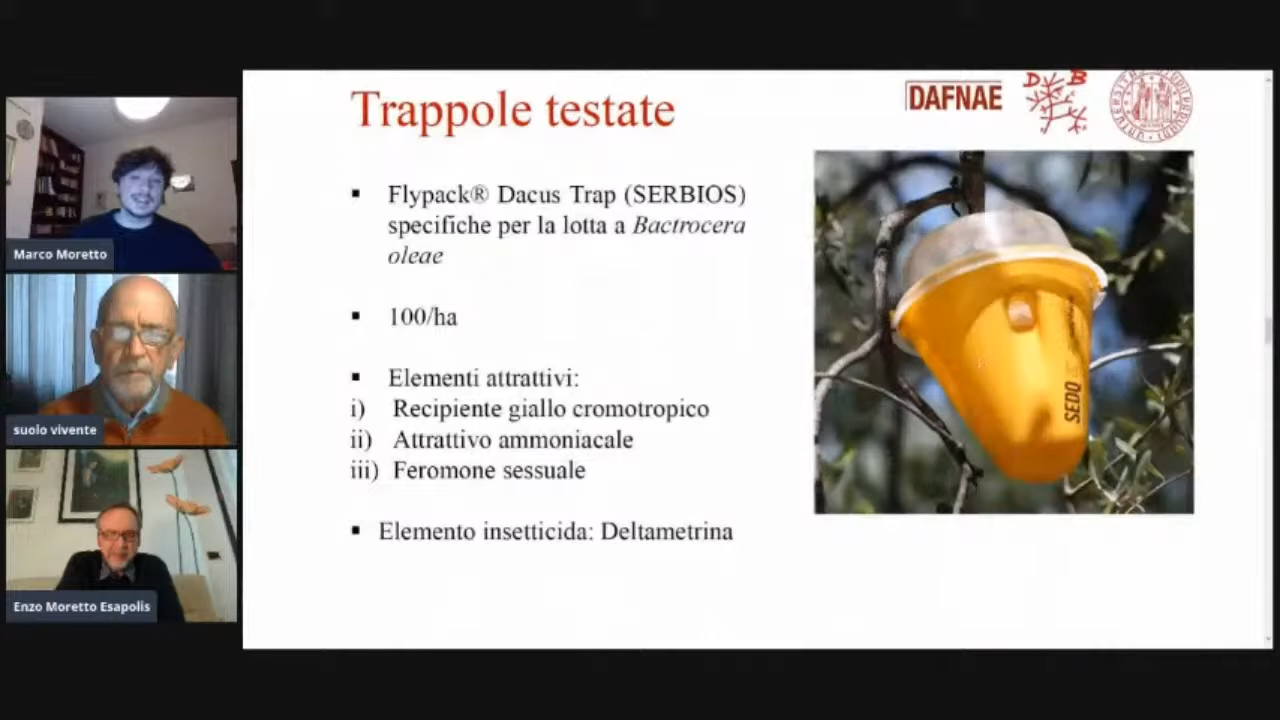 Trappole testate
DAFNAE
D B
▪ Flypack® Dacus Trap (SERBIOS)
specifiche per la lotta a Bactrocera
oleae
▪ 100/ha
▪ Elementi attrattivi:
i) Recipiente giallo cromotropico
ii) Attrattivo ammoniacale
iii) Feromone sessuale
▪ Elemento insetticida: Deltametrina
SEDQ
Marco Moretto
suolo vivente
Enzo Moretto Esapolis